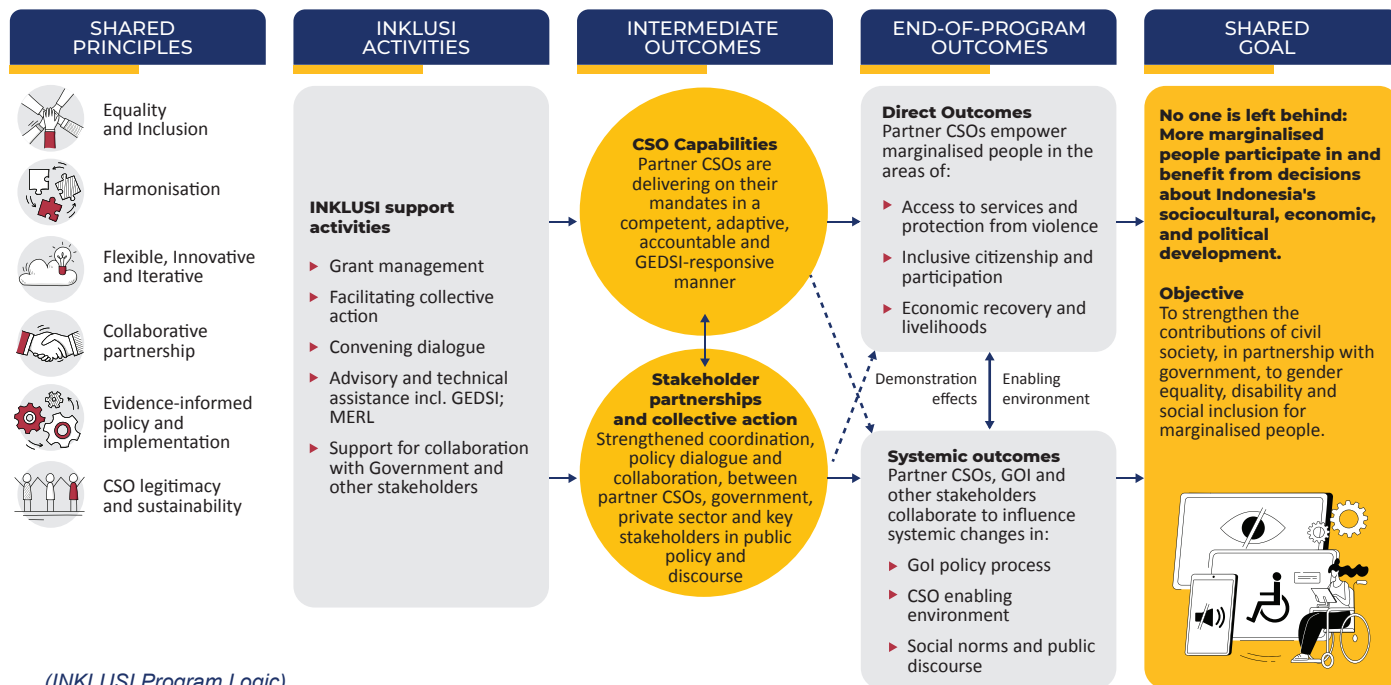 SHARED
PRINCIPLES
Equality
and Inclusion
Harmonisation
Flexible, Innovative
and Iterative
Collaborative
partnership
Evidence-informed
policy and
implementation
CSO legitimacy
and sustainability
INKLUSI
ACTIVITIES
INKLUSI support
activities
Grant management
Facilitating collective
action
Convening dialogue
Advisory and technical
assistance incl. GEDSI;
MERL
Support for collaboration
with Government and
other stakeholders
INTERMEDIATE
OUTCOMES
CSO Capabilities
Partner CSOs are
delivering on their
mandates in a
competent, adaptive,
accountable and
GEDSI-responsive
manner
Stakeholder
partnerships
and collective action
Strengthened coordination,
policy dialogue and
collaboration, between
partner CSOs, government,
private sector and key
stakeholders in public
policy and
discourse
END-OF-PROGRAM
OUTCOMES
Direct Outcomes
Partner CSOs empower
marginalised people in the
areas of:
Access to services and
protection from violence
Inclusive citizenship and
participation
Economic recovery and
livelihoods
Demonstration
effects
Enabling
environment
Systemic outcomes
Partner CSOs, GOI and
other stakeholders
collaborate to influence
systemic changes in:
GoI policy process
CSO enabling
environment
Social norms and public
discourse
SHARED
GOAL
No one is left behind:
More marginalised
people participate in and
benefit from decisions
about Indonesia's
sociocultural, economic,
and political
development.
Objective
To strengthen the
contributions of civil
society, in partnership with
government, to gender
equality, disability and
social inclusion for
marginalised people.
(INKLUSI Program Logic)